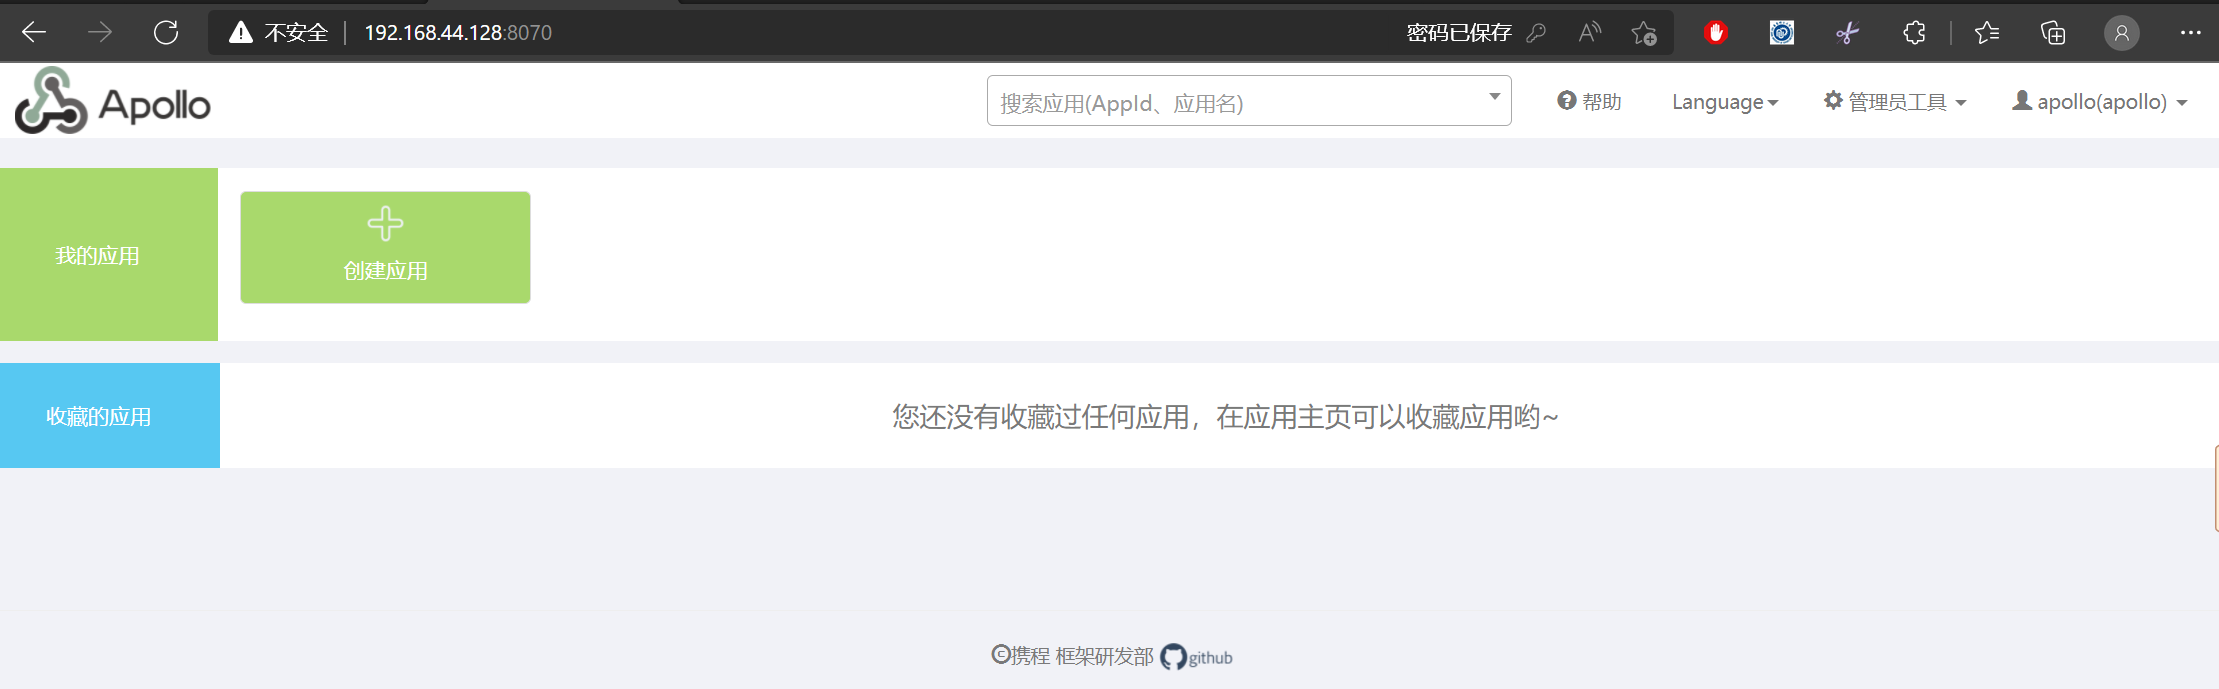 不安全 192.168.44.128:8070 密码已保存
Apollo 搜索应用(AppId、应用名) 帮助 Language 管理员工具 apollo(apollo)
我的应用
创建应用
收藏的应用 您还没有收藏过任何应用，在应用主页可以收藏应用哟~
©携程 框架研发部 github